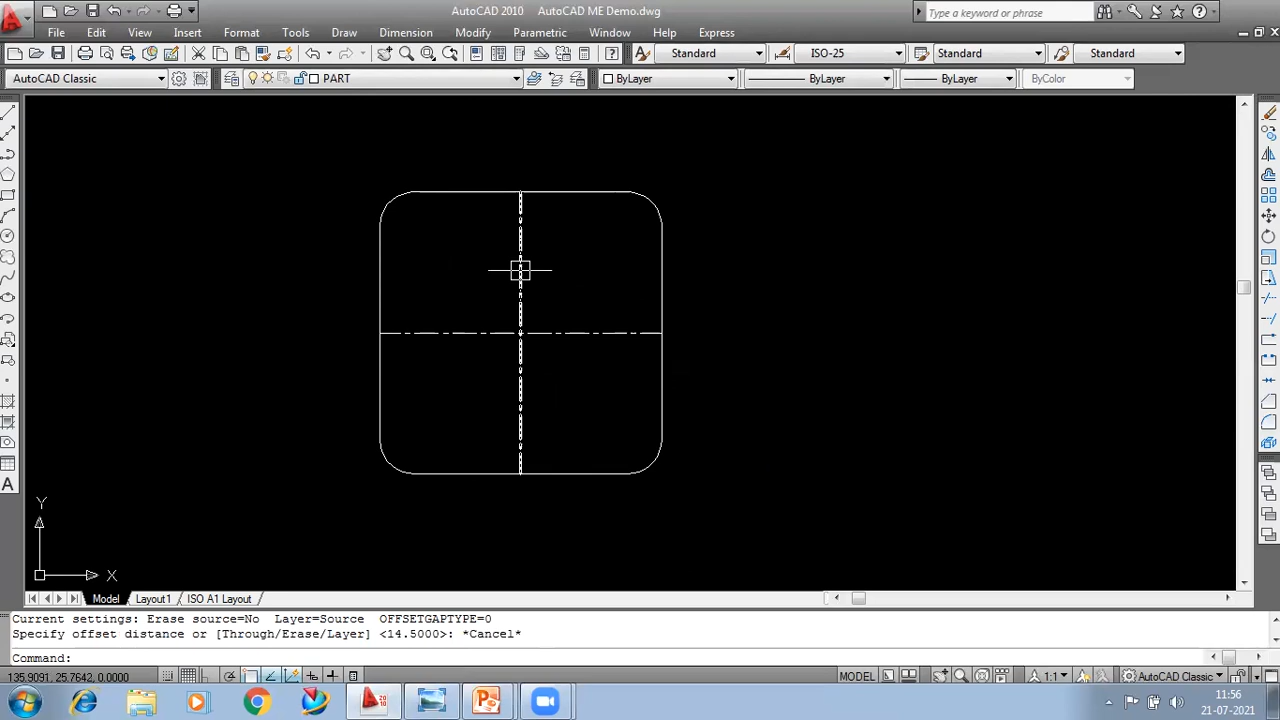 AutoCAD 2010 AutoCAD ME Demo.dwg
Type a keyword or phrase
File Edit View Insert Format Tools Draw Dimension Modify Parametric Window Help Express
Standard ISO-25 Standard Standard
AutoCAD Classic PART ByLayer ByLayer ByLayer ByColor
A
Y
X
Model Layout1 ISO A1 Layout
Current settings: Erase source=No Layer=Source OFFSETGAPTYPE=0
Specify offset distance or [Through/Erase/Layer] <14.5000>: *Cancel*
Command:
135.9091, 25.7642, 0.0000 MODEL 1:1 AutoCAD Classic
11:56
21-07-2021